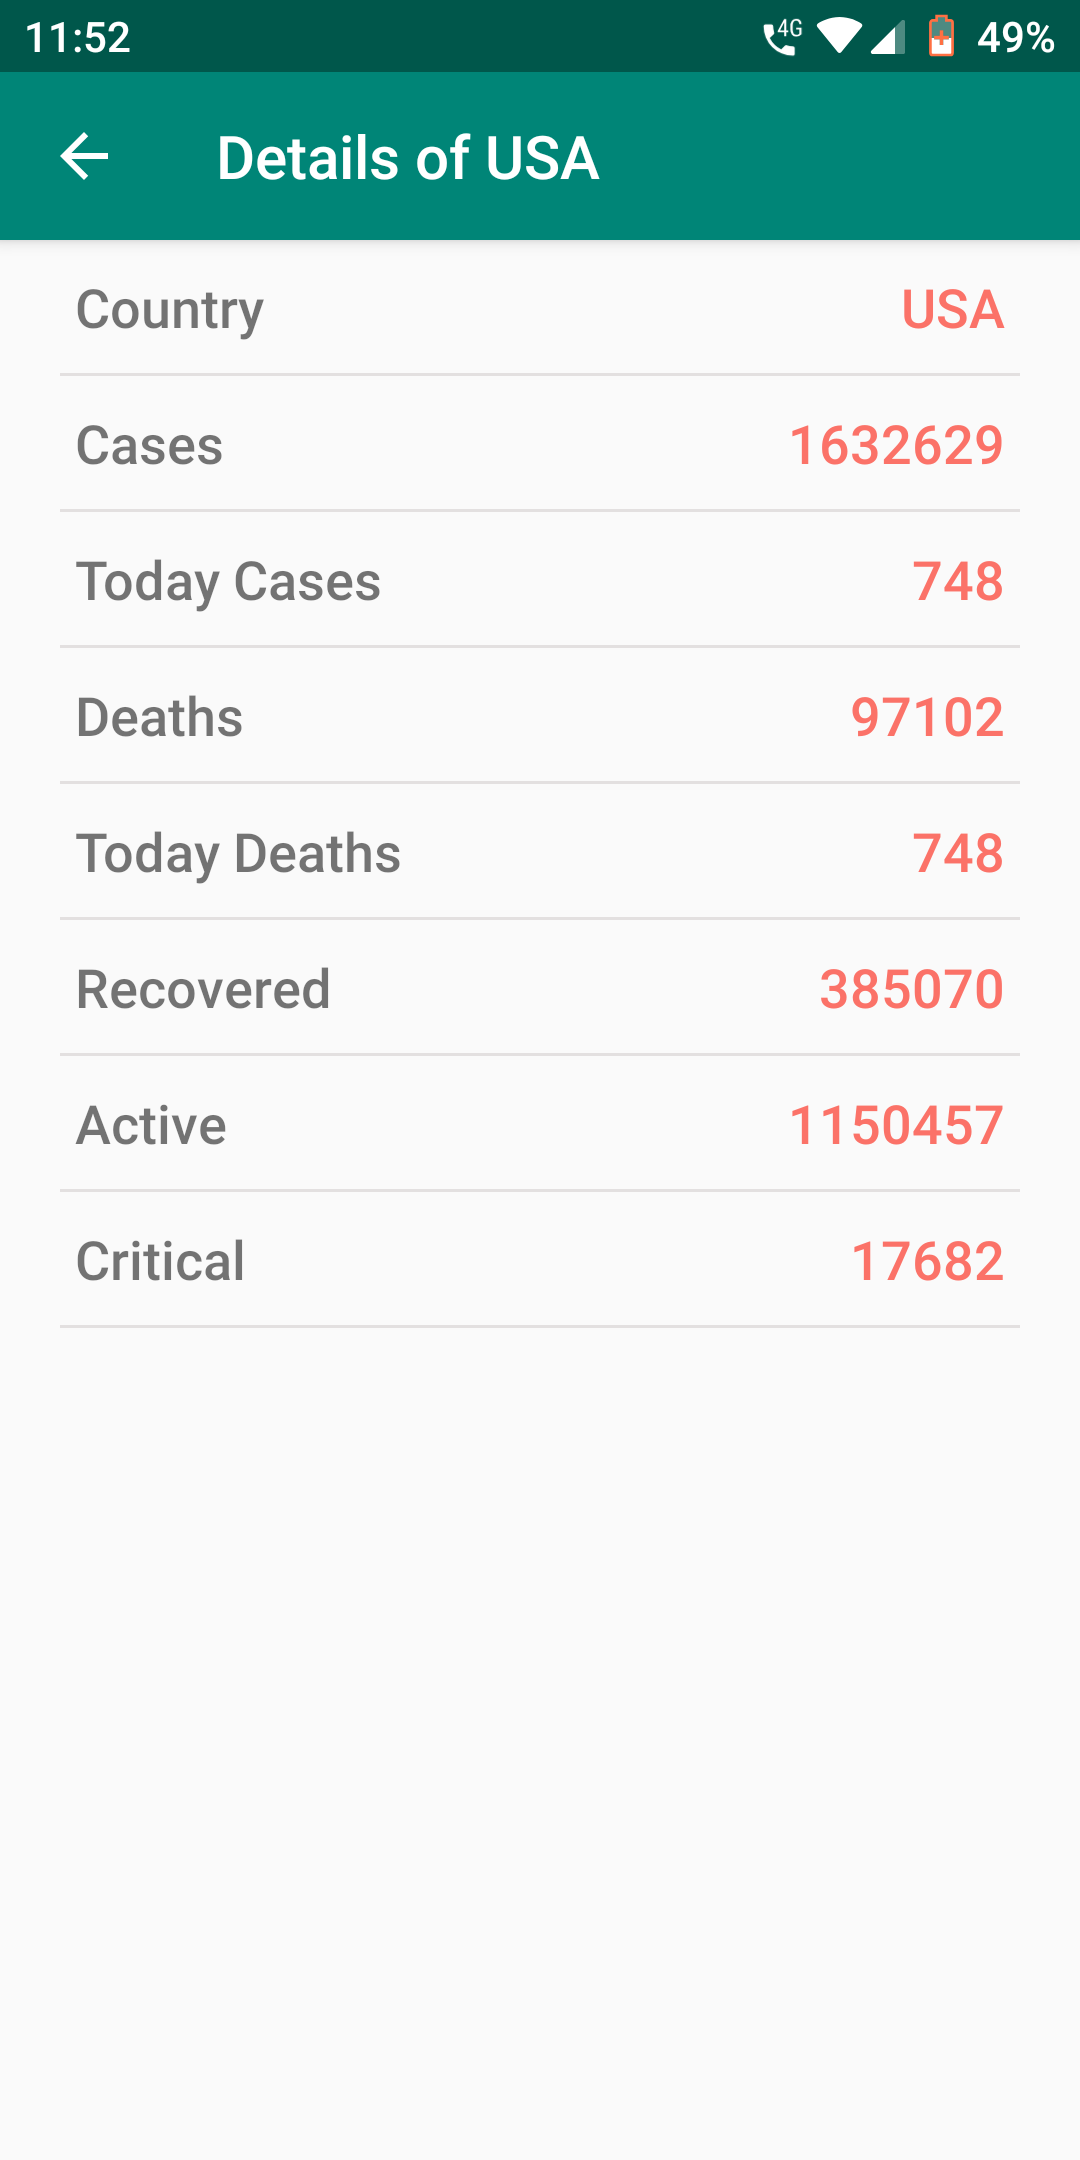 11:52 4G 49%
Details of USA
Country USA
Cases 1632629
Today Cases 748
Deaths 97102
Today Deaths 748
Recovered 385070
Active 1150457
Critical 17682